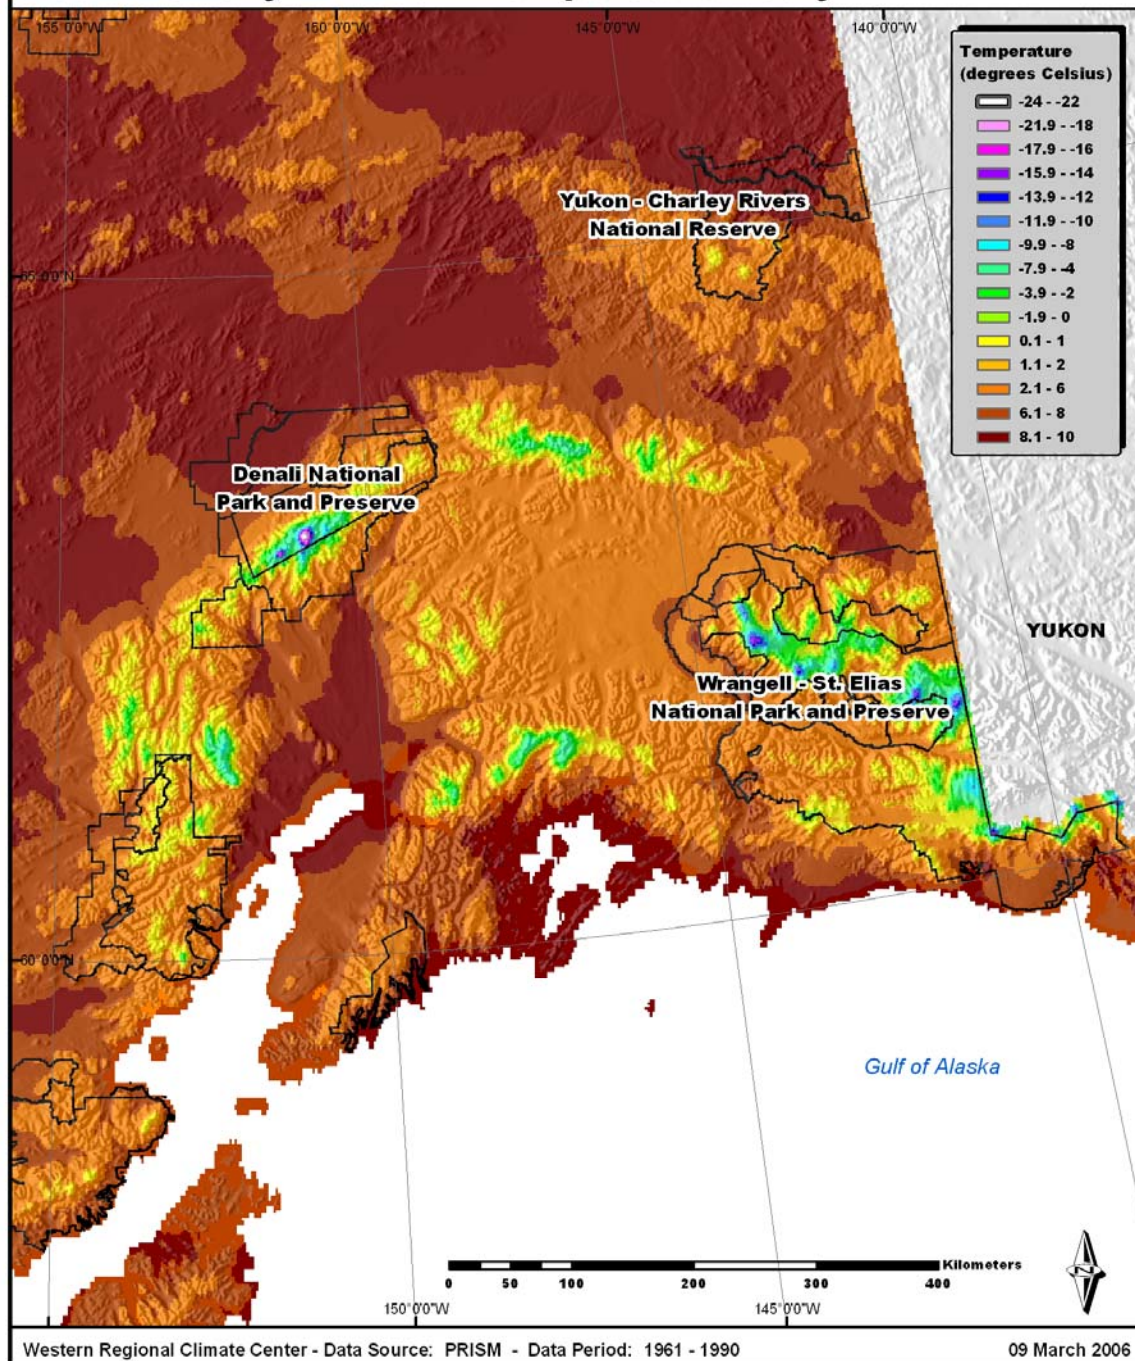 155°0'0"W
160°0'0"W
145°0'0"W
140°0'0"W
Temperature
(degrees Celsius)
-24 - -22
-21.9 - -18
-17.9 - -16
-15.9 - -14
-13.9 - -12
-11.9 - -10
-9.9 - -8
-7.9 - -4
-3.9 - -2
-1.9 - 0
0.1 - 1
1.1 - 2
2.1 - 6
6.1 - 8
8.1 - 10
Yukon - Charley Rivers
National Reserve
65°0'0"N
Denali National
Park and Preserve
YUKON
Wrangell - St. Elias
National Park and Preserve
60°0'0"N
Gulf of Alaska
Kilometers
0 50 100 200 300 400
N
150°0'0"W
145°0'0"W
Western Regional Climate Center - Data Source: PRISM - Data Period: 1961 - 1990
09 March 2006